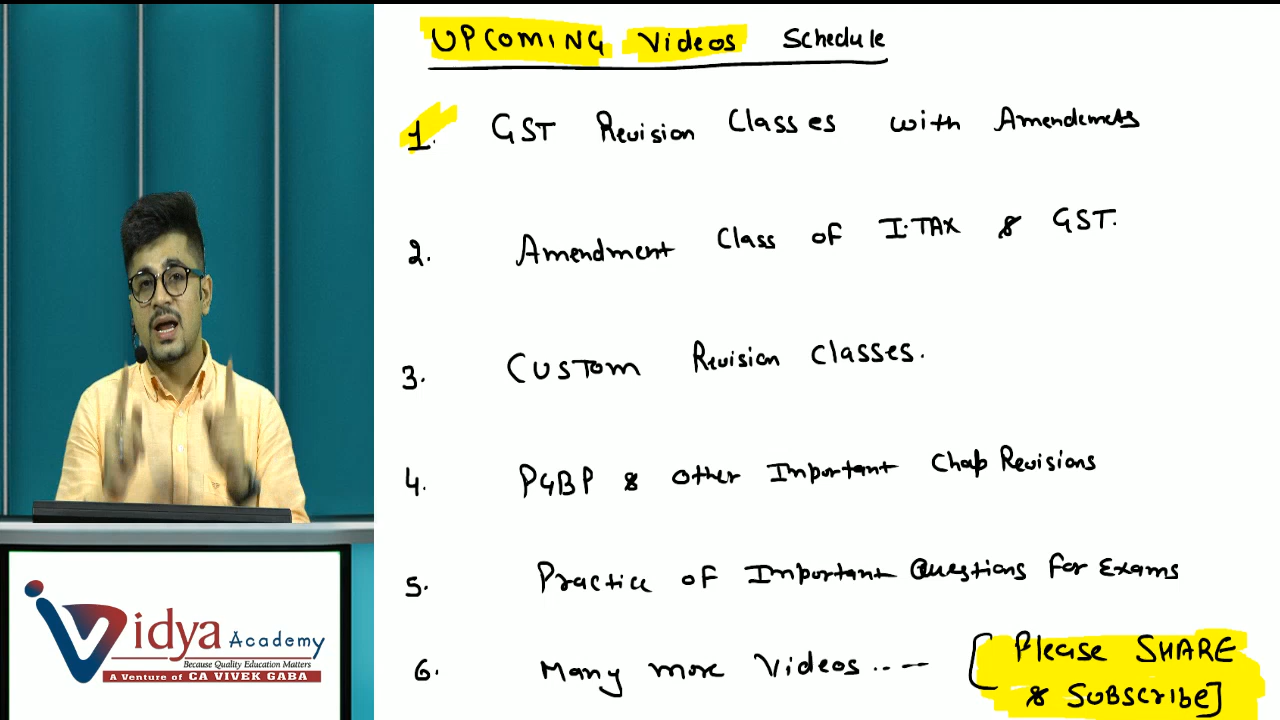 UPCOMING Videos Schedule
1. GST Revision Classes with Amendemets
2. Amendment Class of I.TAX & GST.
3. CUSTOM Revision Classes.
4. PGBP & Other Important Chap Revisions
5. Practice of Important Questions for Exams
6. Many more Videos..--
[Please SHARE
& SUBSCRIBE]
Vidya Academy
Because Quality Education Matters
A Venture of CA VIVEK GABA